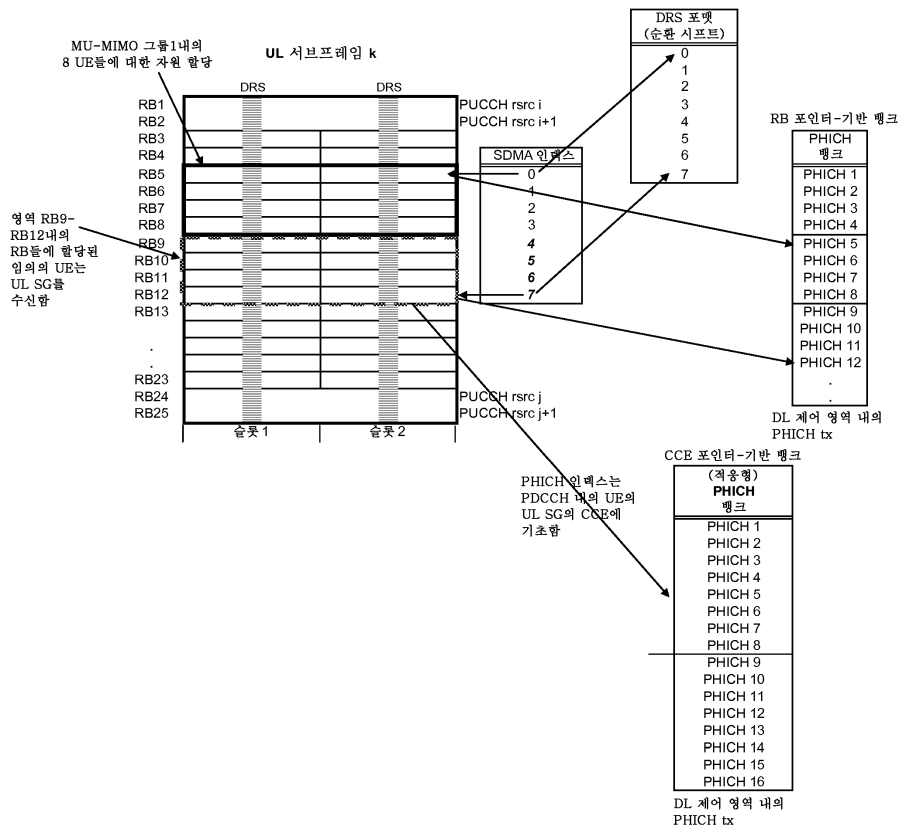 MU-MIMO 그룹1내의
8 UE들에 대한 자원 할당
UL 서브프레임 k
DRS
DRS
RB1
RB2
RB3
RB4
RB5
RB6
RB7
RB8
RB9
RB10
RB11
RB12
RB13
.
.
RB23
RB24
RB25
PUCCH rsrc i
PUCCH rsrc i+1
PUCCH rsrc j
PUCCH rsrc j+1
슬롯 1
슬롯 2
영역 RB9-
RB12내의
RB들에 할당된
임의의 UE는
UL SG를
수신함
SDMA 인덱스
0
1
2
3
4
5
6
7
DRS 포맷
(순환 시프트)
0
1
2
3
4
5
6
7
RB 포인터-기반 뱅크
PHICH
뱅크
PHICH 1
PHICH 2
PHICH 3
PHICH 4
PHICH 5
PHICH 6
PHICH 7
PHICH 8
PHICH 9
PHICH 10
PHICH 11
PHICH 12
.
.
DL 제어 영역 내의
PHICH tx
PHICH 인덱스는
PDCCH 내의 UE의
UL SG의 CCE에
기초함
CCE 포인터-기반 뱅크
(적응형)
PHICH
뱅크
PHICH 1
PHICH 2
PHICH 3
PHICH 4
PHICH 5
PHICH 6
PHICH 7
PHICH 8
PHICH 9
PHICH 10
PHICH 11
PHICH 12
PHICH 13
PHICH 14
PHICH 15
PHICH 16
DL 제어 영역 내의
PHICH tx